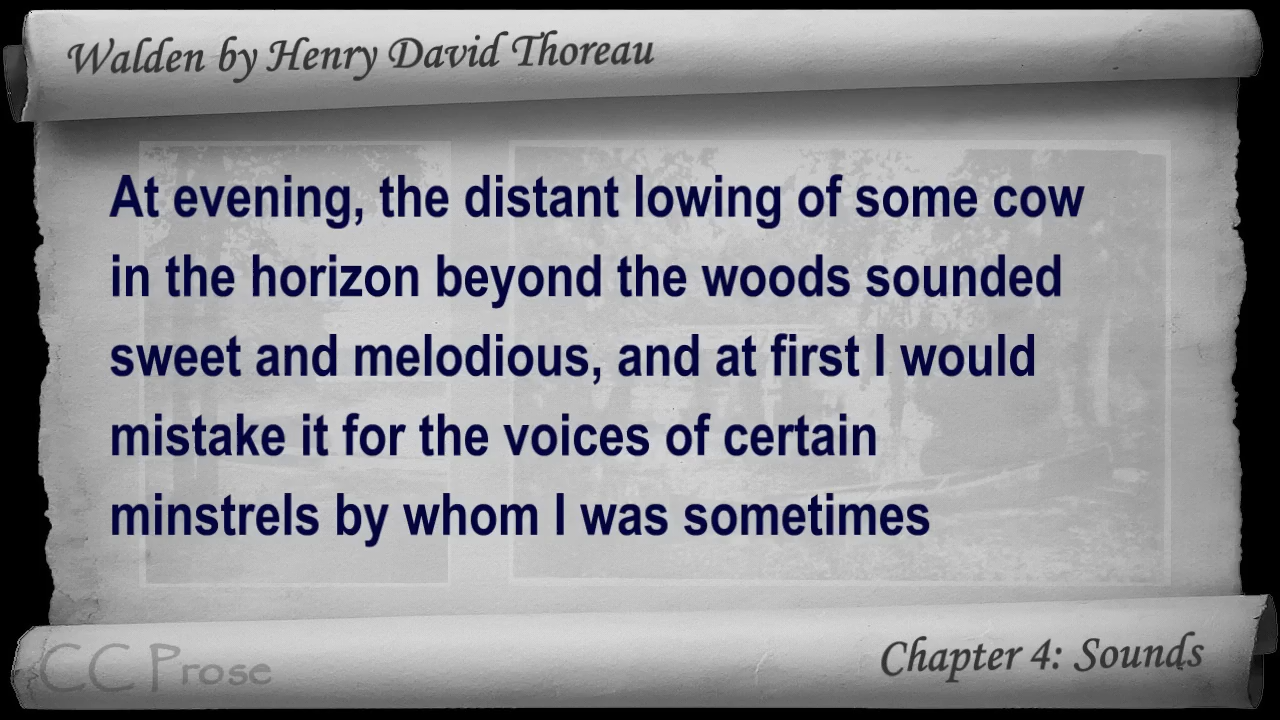 Walden by Henry David Thoreau
At evening, the distant lowing of some cow
in the horizon beyond the woods sounded
sweet and melodious, and at first I would
mistake it for the voices of certain
minstrels by whom I was sometimes
CC Prose
Chapter 4: Sounds